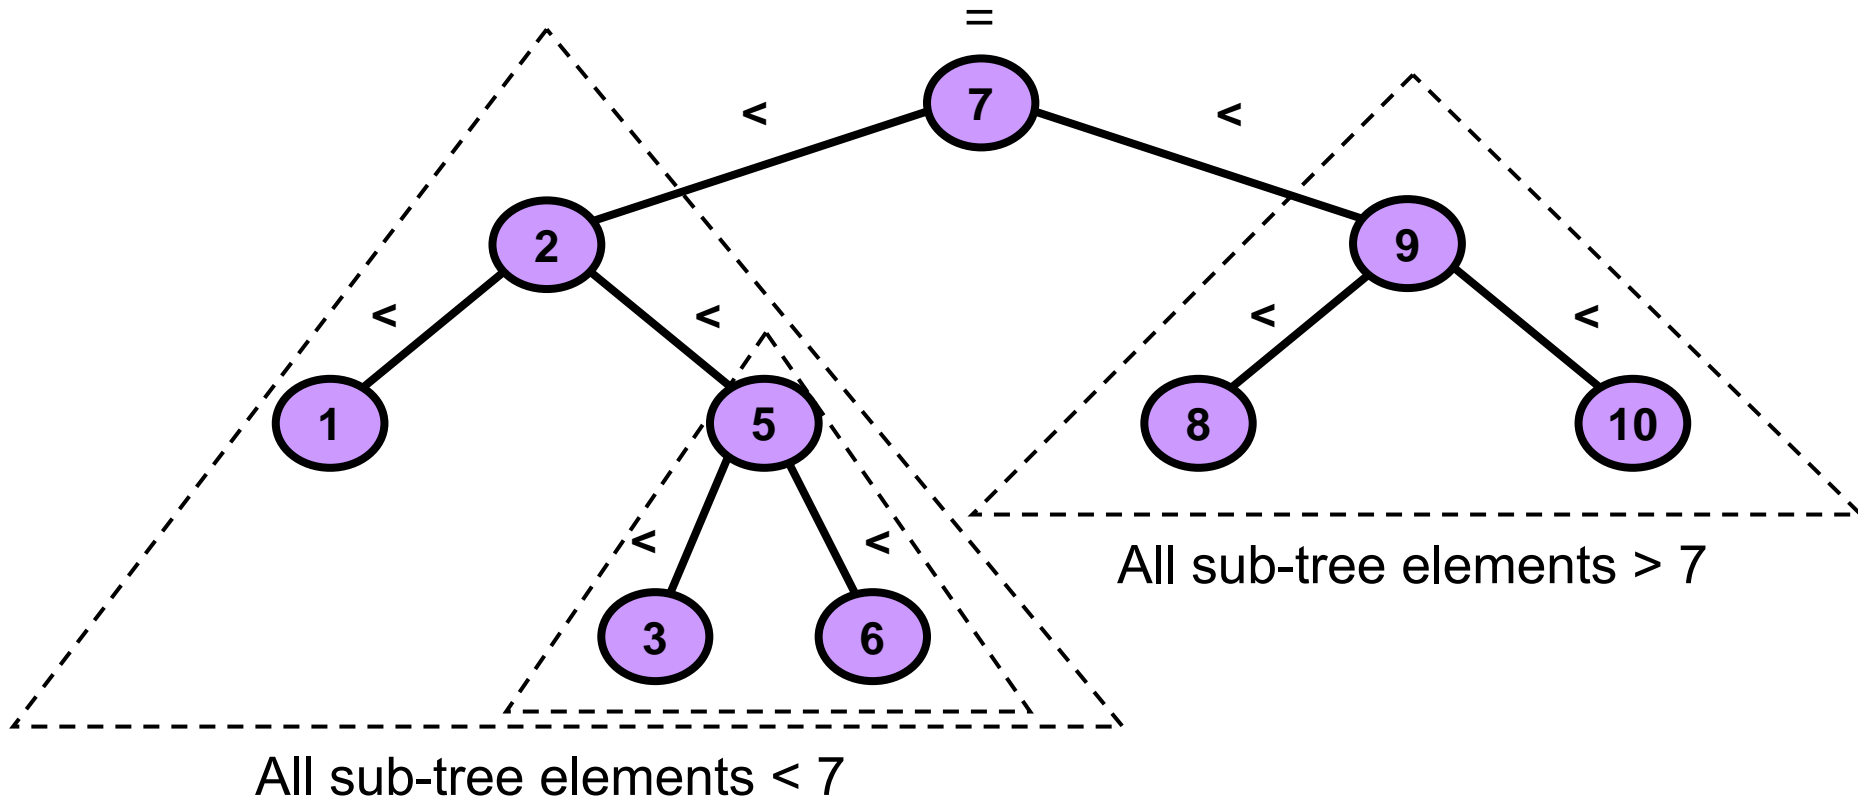 =
< 7 <
2 9
< < < <
1 5 8 10
< <
All sub-tree elements > 7
3 6
All sub-tree elements < 7